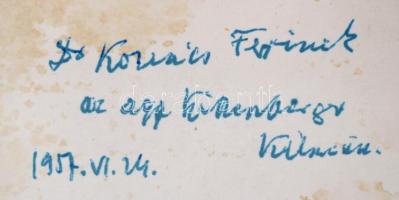 Dr Kovács Ferinek
az agg Kittenberger
Kálmán.
1957.VI.24.